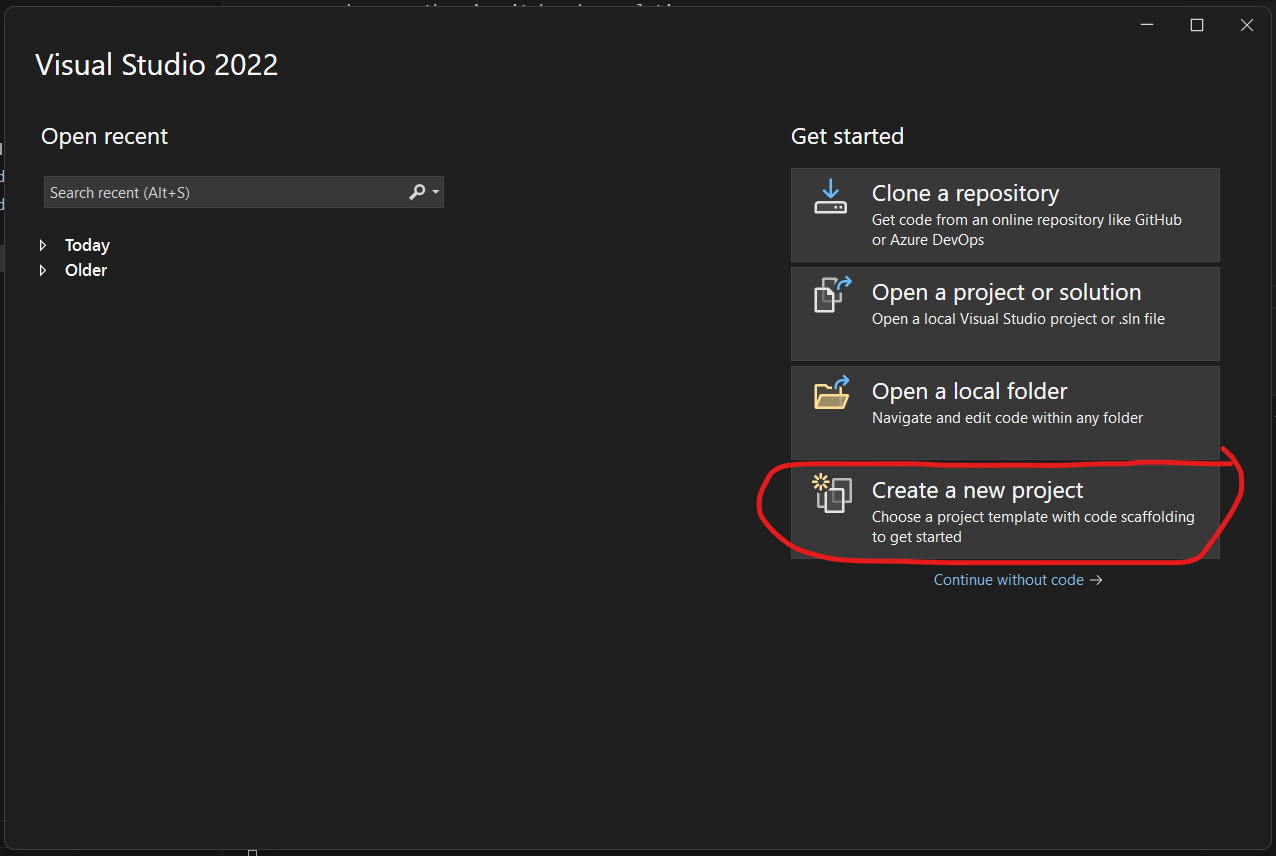 Visual Studio 2022
Open recent
Search recent (Alt+S)
Today
Older
Get started
Clone a repository
Get code from an online repository like GitHub
or Azure DevOps
Open a project or solution
Open a local Visual Studio project or .sln file
Open a local folder
Navigate and edit code within any folder
Create a new project
Choose a project template with code scaffolding
to get started
Continue without code →